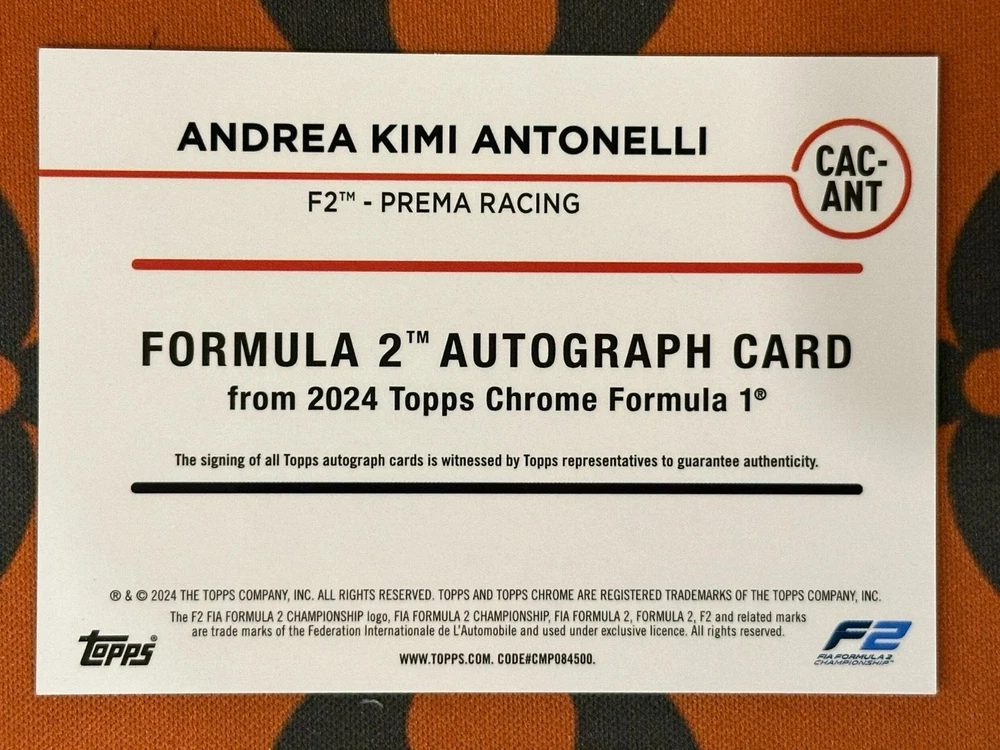 ANDREA KIMI ANTONELLI
CAC-
ANT
F2™ - PREMA RACING
FORMULA 2™ AUTOGRAPH CARD
from 2024 Topps Chrome Formula 1®
The signing of all Topps autograph cards is witnessed by Topps representatives to guarantee authenticity.
® & © 2024 THE TOPPS COMPANY, INC. ALL RIGHTS RESERVED. TOPPS AND TOPPS CHROME ARE REGISTERED TRADEMARKS OF THE TOPPS COMPANY, INC.
The F2 FIA FORMULA 2 CHAMPIONSHIP logo, FIA FORMULA 2 CHAMPIONSHIP, FIA FORMULA 2, FORMULA 2, F2 and related marks
are trade marks of the Federation Internationale de L'Automobile and used under exclusive licence. All rights reserved.
WWW.TOPPS.COM. CODE#CMP084500.
Topps®
F2
FIA FORMULA 2
CHAMPIONSHIP™